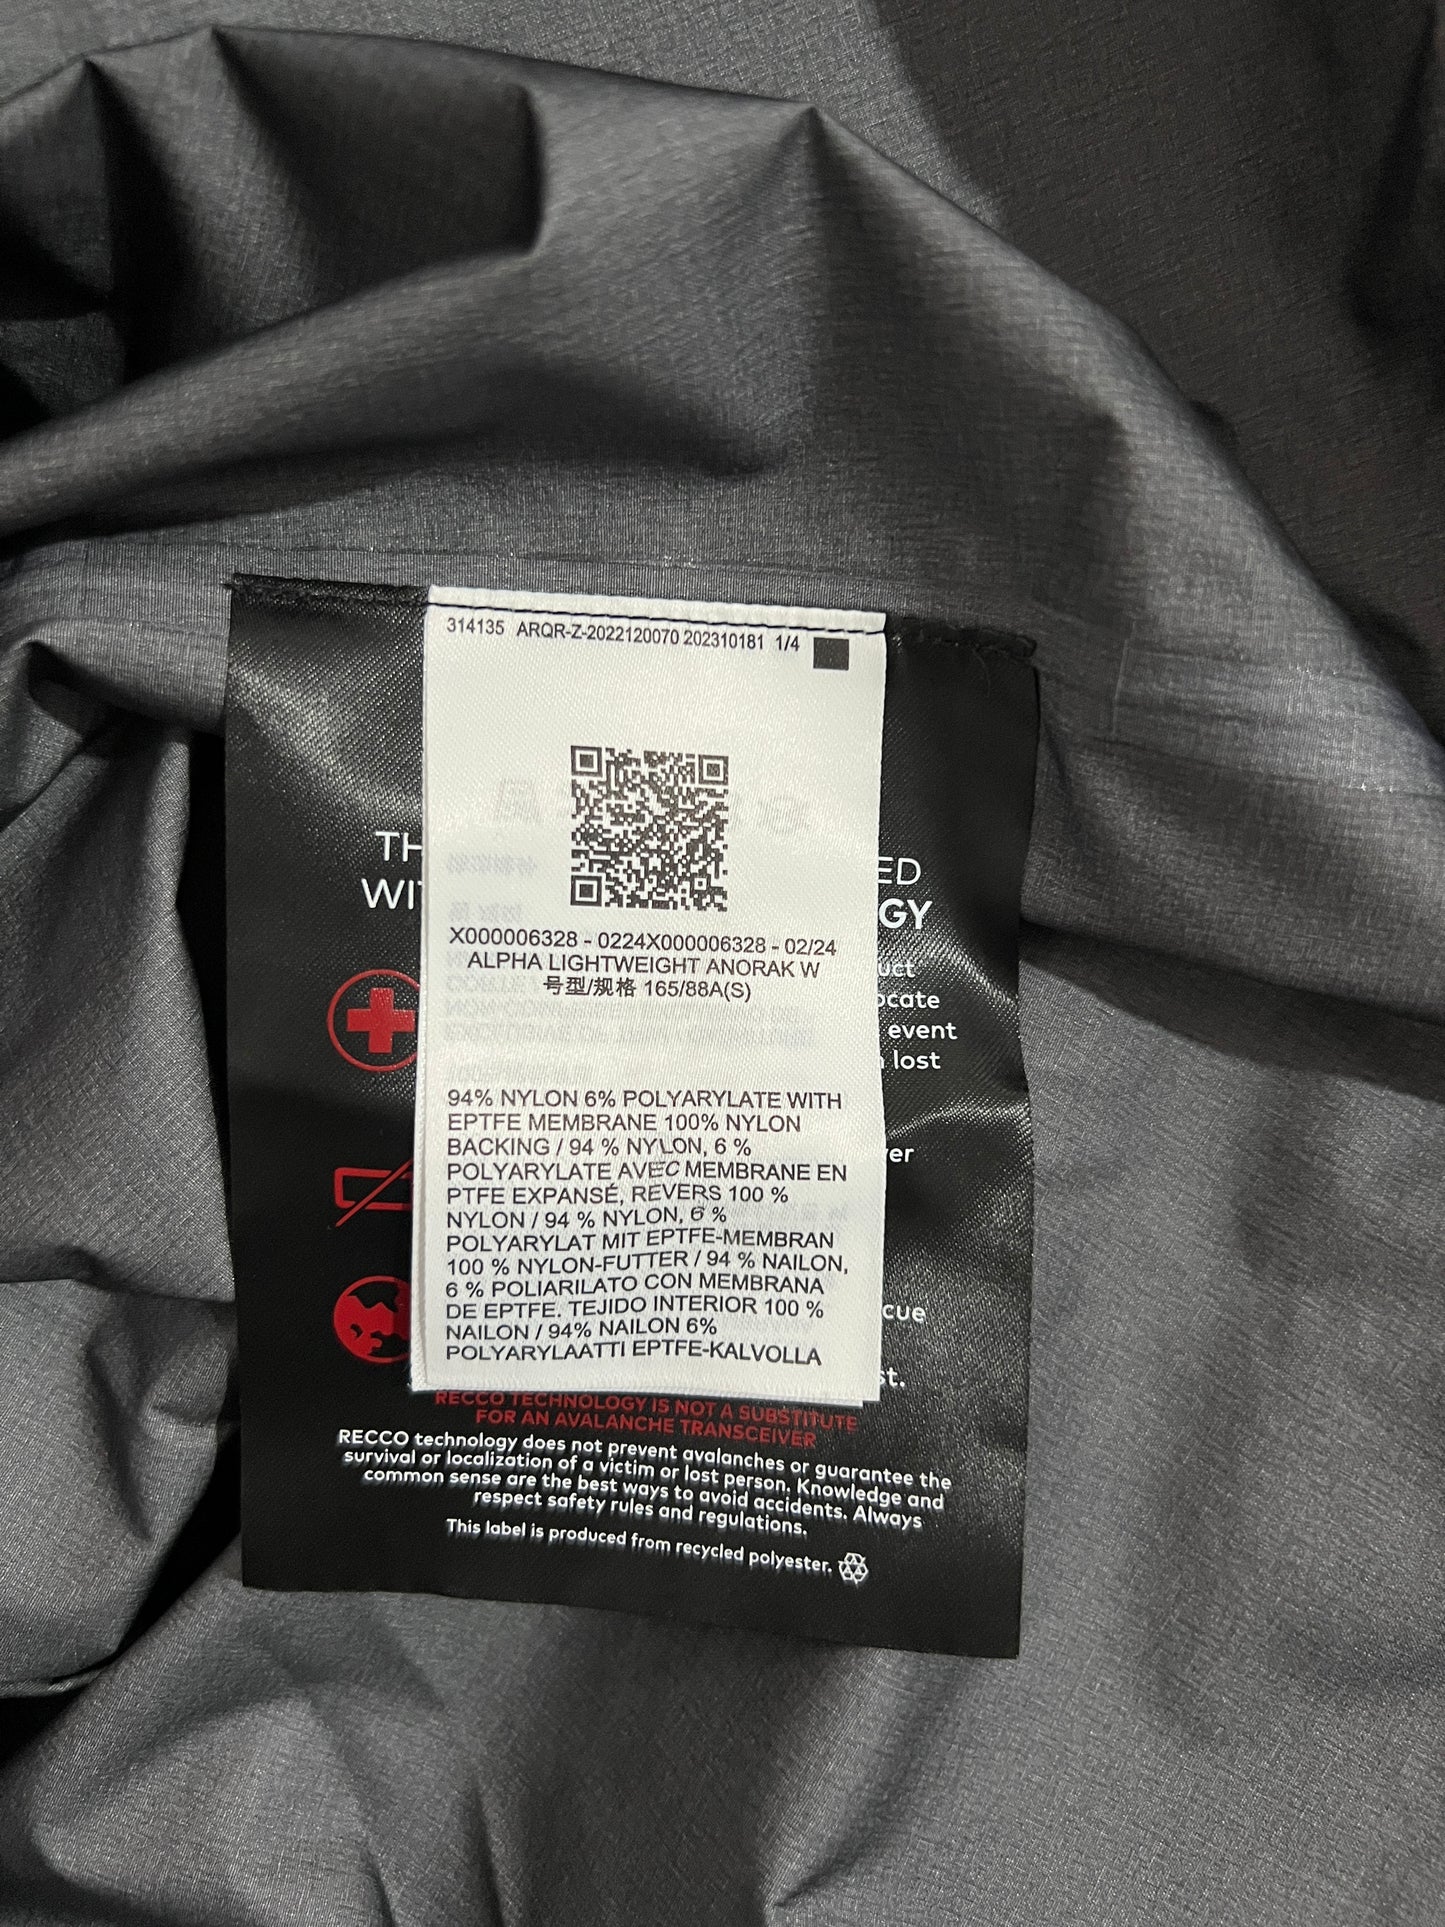 314135 ARQR-Z-2022120070 202310181 1/4
X000006328 - 0224X000006328 - 02/24
ALPHA LIGHTWEIGHT ANORAK W
号型/规格 165/88A(S)
94% NYLON 6% POLYARYLATE WITH
EPTFE MEMBRANE 100% NYLON
BACKING / 94 % NYLON, 6 %
POLYARYLATE AVEC MEMBRANE EN
PTFE EXPANSÉ, REVERS 100 %
NYLON / 94 % NYLON, 6 %
POLYARYLAT MIT EPTFE-MEMBRAN
100 % NYLON-FUTTER / 94 % NAILON,
6 % POLIARILATO CON MEMBRANA
DE EPTFE. TEJIDO INTERIOR 100 %
NAILON / 94% NAILON 6%
POLYARYLAATTI EPTFE-KALVOLLA
TH
ED
WI
GY
uct
ocate
event
lost
er
cue
st.
RECCO TECHNOLOGY IS NOT A SUBSTITUTE
FOR AN AVALANCHE TRANSCEIVER
RECCO technology does not prevent avalanches or guarantee the
survival or localization of a victim or lost person. Knowledge and
common sense are the best ways to avoid accidents. Always
respect safety rules and regulations.
This label is produced from recycled polyester.